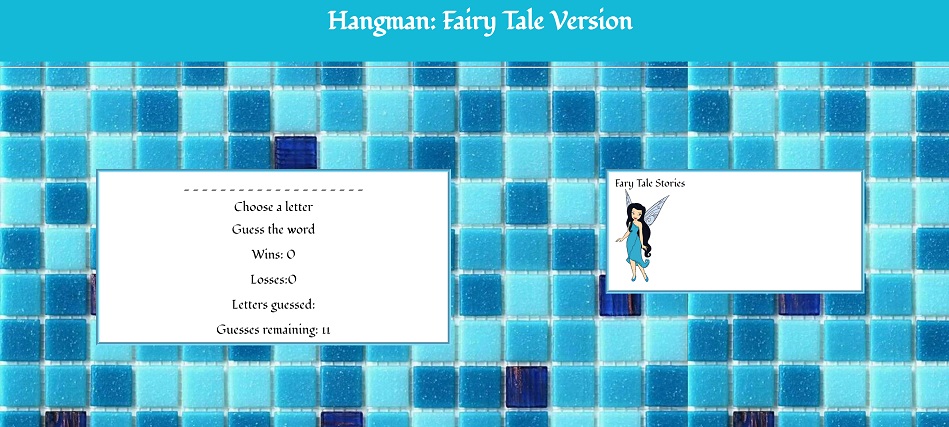 Hangman: Fairy Tale Version
_ _ _ _ _ _ _ _ _ _ _ _ _ _ _ _ _ _ _ _
Choose a letter
Guess the word
Wins: 0
Losses:0
Letters guessed:
Guesses remaining: 11
Fary Tale Stories